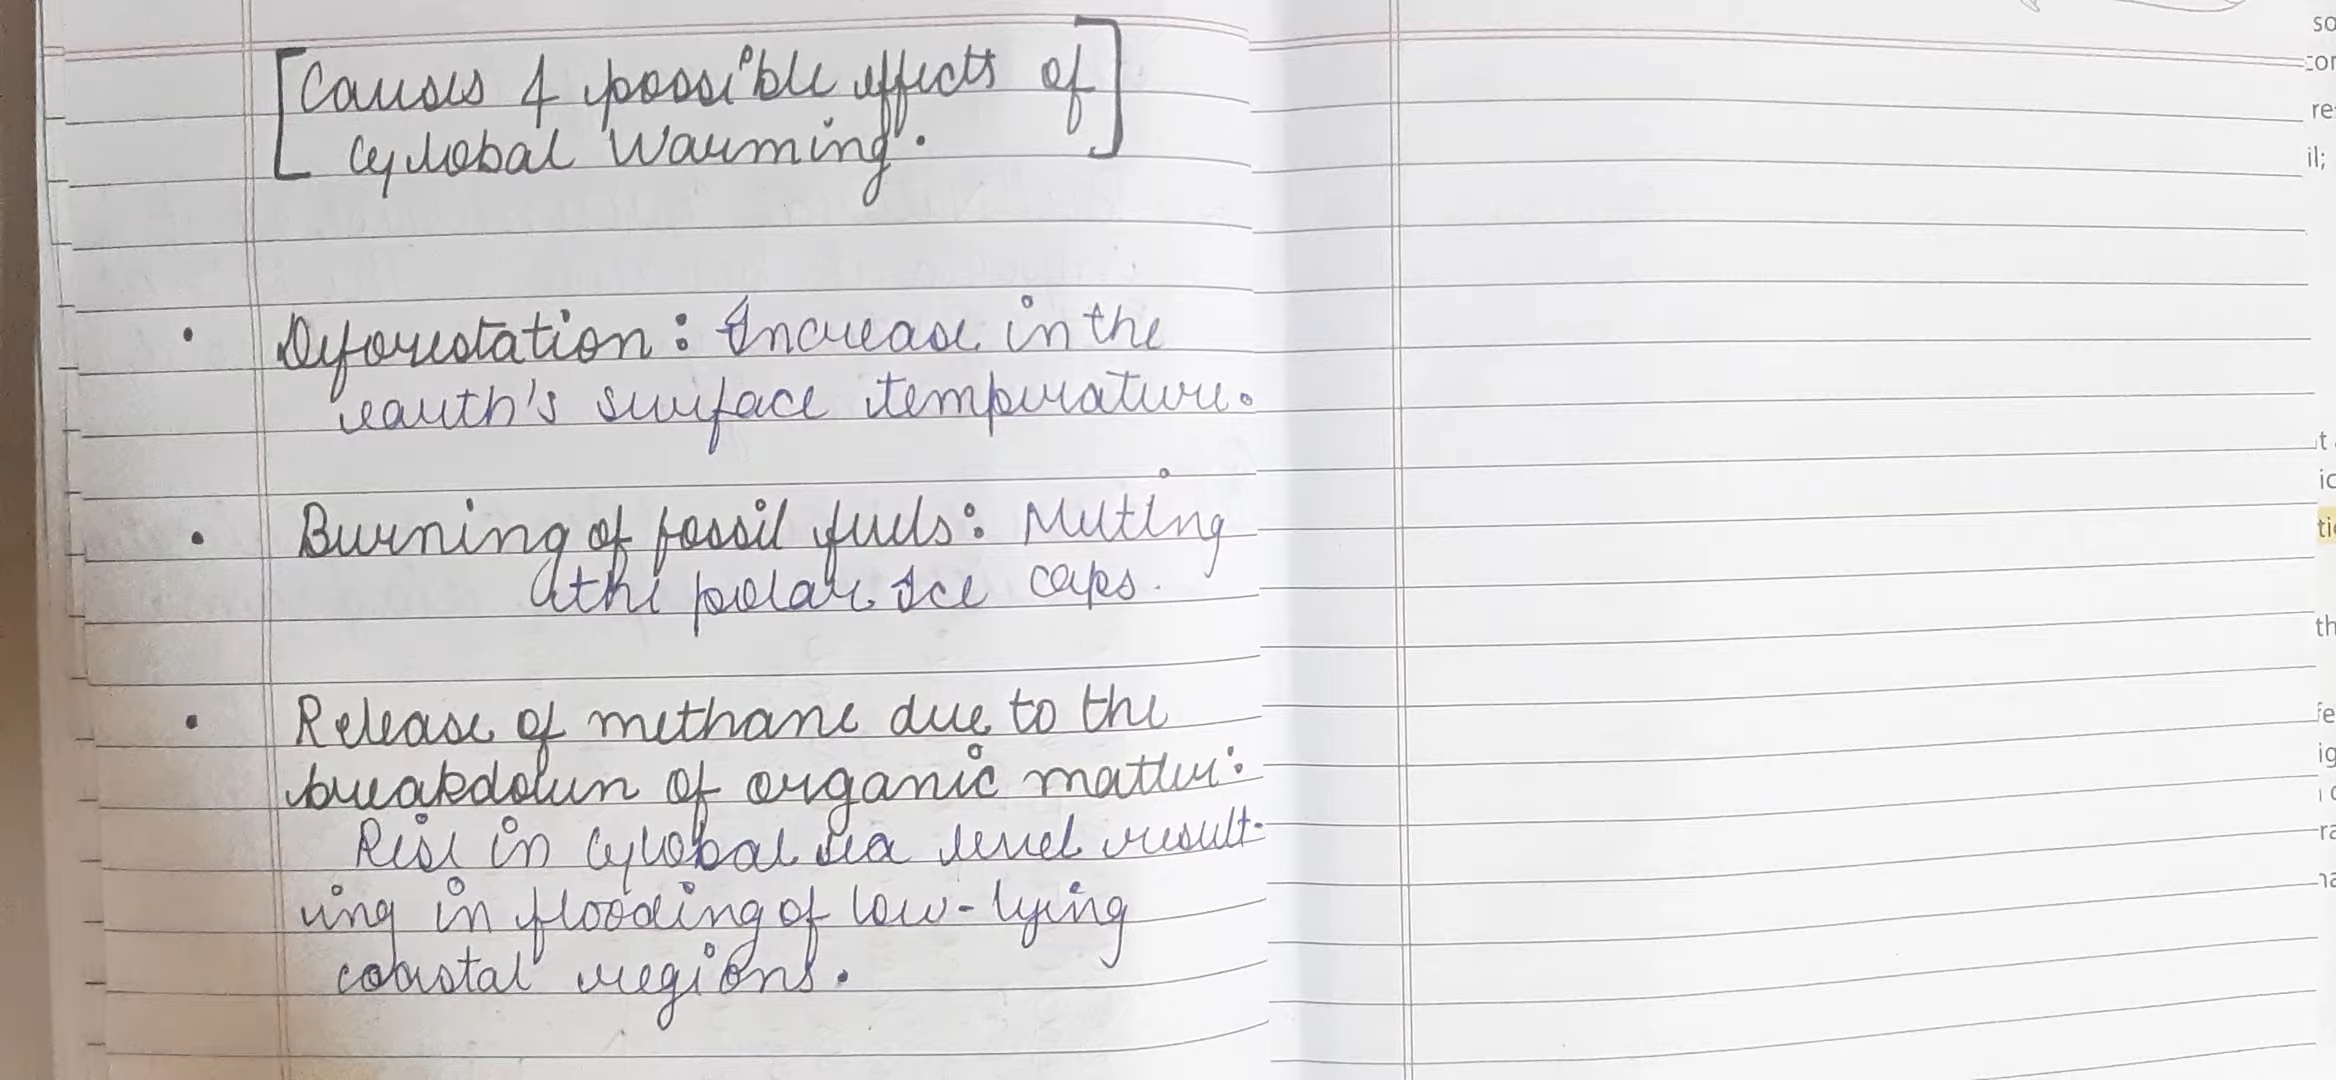 [Causes & possible effects of
Global Warming.]
• Deforestation: Increase in the
earth's surface temperature.
• Burning of fossil fuels: Melting
the polar Ice caps.
• Release of methane due to the
breakdown of organic matter:
Rise in Global sea level result-
ing in flooding of low-lying
coastal regions.